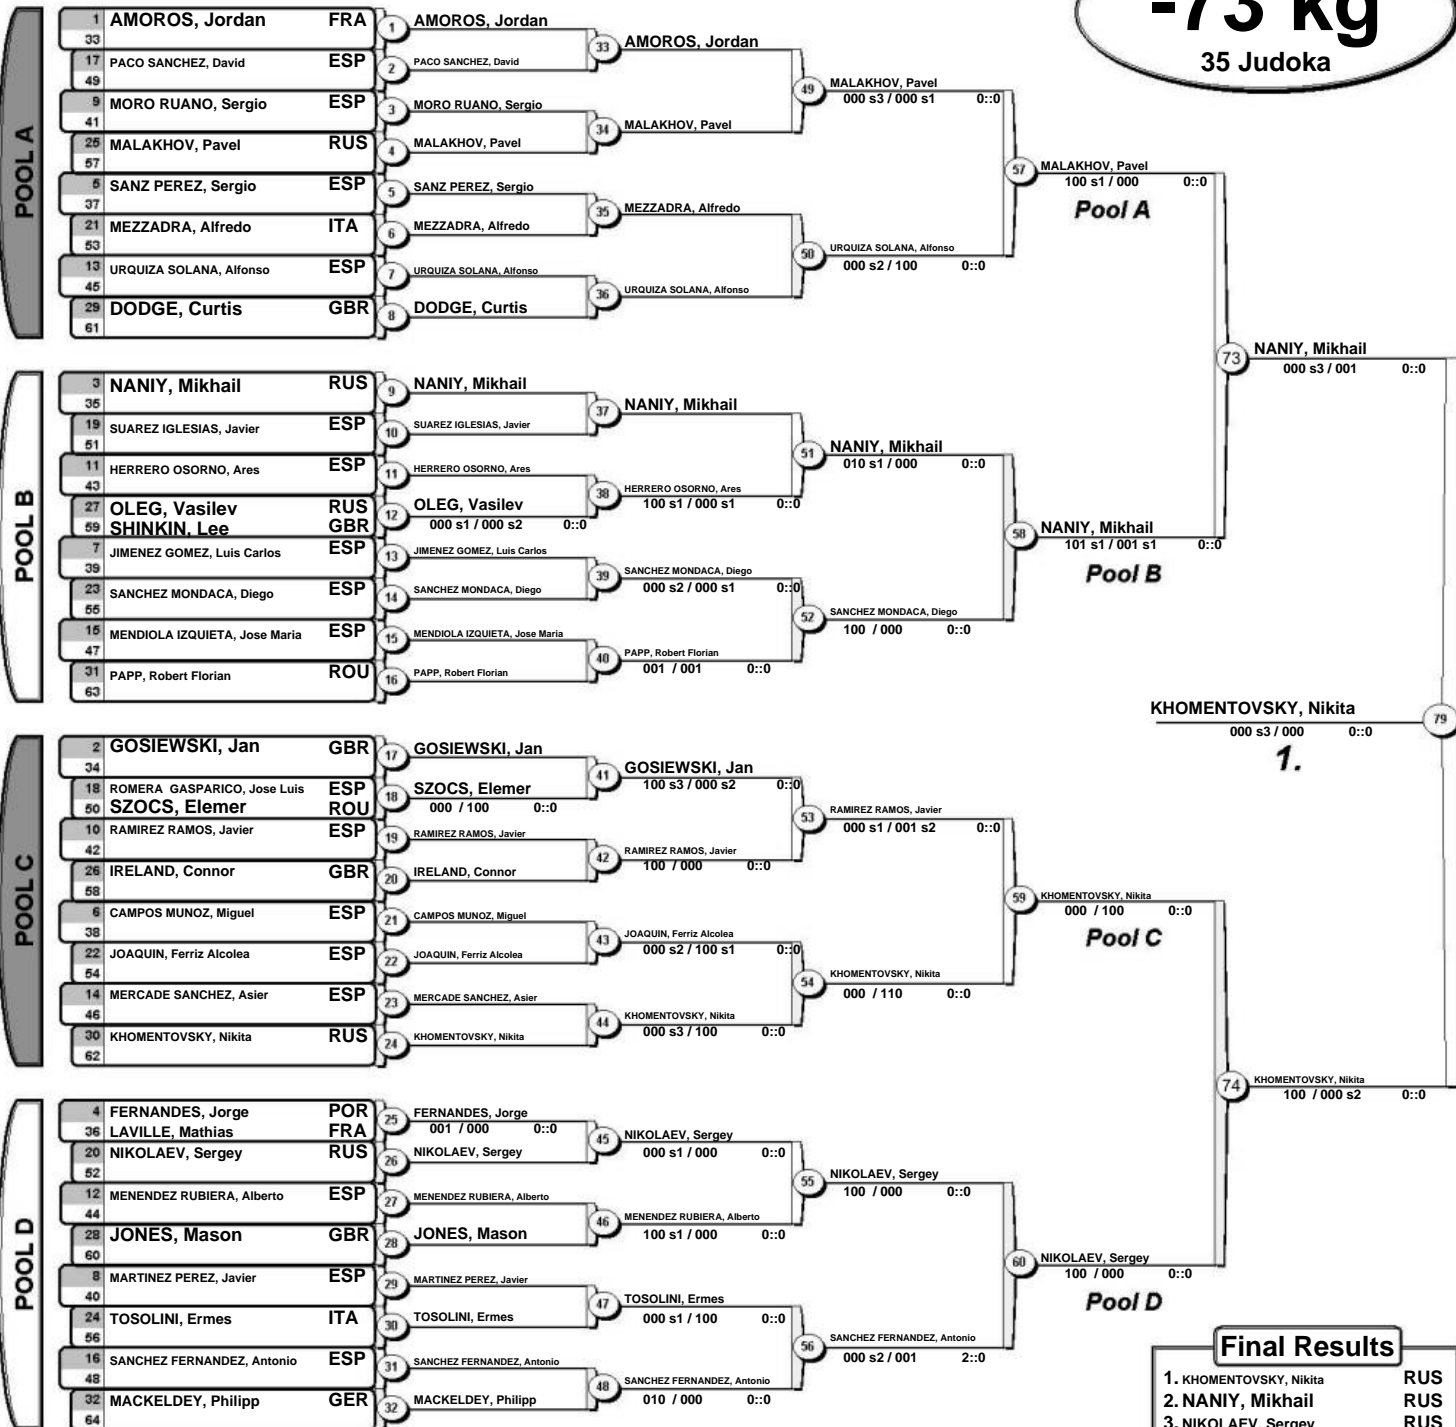 -73 kg
35 Judoka
POOL A
1 AMOROS, Jordan FRA
33
17 PACO SANCHEZ, David ESP
49
9 MORO RUANO, Sergio ESP
41
25 MALAKHOV, Pavel RUS
57
5 SANZ PEREZ, Sergio ESP
37
21 MEZZADRA, Alfredo ITA
53
13 URQUIZA SOLANA, Alfonso ESP
45
29 DODGE, Curtis GBR
61
1 AMOROS, Jordan
2 PACO SANCHEZ, David
3 MORO RUANO, Sergio
4 MALAKHOV, Pavel
5 SANZ PEREZ, Sergio
6 MEZZADRA, Alfredo
7 URQUIZA SOLANA, Alfonso
8 DODGE, Curtis
33 AMOROS, Jordan
34 MALAKHOV, Pavel
35 MEZZADRA, Alfredo
36 URQUIZA SOLANA, Alfonso
49 MALAKHOV, Pavel
000 s3 / 000 s1 0::0
50 URQUIZA SOLANA, Alfonso
000 s2 / 100 0::0
57 MALAKHOV, Pavel
100 s1 / 000 0::0
Pool A
POOL B
3 NANIY, Mikhail RUS
35
19 SUAREZ IGLESIAS, Javier ESP
51
11 HERRERO OSORNO, Ares ESP
43
27 OLEG, Vasilev RUS
59 SHINKIN, Lee GBR
7 JIMENEZ GOMEZ, Luis Carlos ESP
39
23 SANCHEZ MONDACA, Diego ESP
55
15 MENDIOLA IZQUIETA, Jose Maria ESP
47
31 PAPP, Robert Florian ROU
63
9 NANIY, Mikhail
10 SUAREZ IGLESIAS, Javier
11 HERRERO OSORNO, Ares
12 OLEG, Vasilev
000 s1 / 000 s2 0::0
13 JIMENEZ GOMEZ, Luis Carlos
14 SANCHEZ MONDACA, Diego
15 MENDIOLA IZQUIETA, Jose Maria
16 PAPP, Robert Florian
37 NANIY, Mikhail
38 HERRERO OSORNO, Ares
100 s1 / 000 s1 0::0
39 SANCHEZ MONDACA, Diego
000 s2 / 000 s1 0::0
40 PAPP, Robert Florian
001 / 001 0::0
51 NANIY, Mikhail
010 s1 / 000 0::0
52 SANCHEZ MONDACA, Diego
100 / 000 0::0
58 NANIY, Mikhail
101 s1 / 001 s1 0::0
Pool B
73 NANIY, Mikhail
000 s3 / 001 0::0
KHOMENTOVSKY, Nikita 79
000 s3 / 000 0::0
1.
POOL C
2 GOSIEWSKI, Jan GBR
34
18 ROMERA GASPARICO, Jose Luis ESP
50 SZOCS, Elemer ROU
10 RAMIREZ RAMOS, Javier ESP
42
26 IRELAND, Connor GBR
58
6 CAMPOS MUNOZ, Miguel ESP
38
22 JOAQUIN, Ferriz Alcolea ESP
54
14 MERCADE SANCHEZ, Asier ESP
46
30 KHOMENTOVSKY, Nikita RUS
62
17 GOSIEWSKI, Jan
18 SZOCS, Elemer
000 / 100 0::0
19 RAMIREZ RAMOS, Javier
20 IRELAND, Connor
21 CAMPOS MUNOZ, Miguel
22 JOAQUIN, Ferriz Alcolea
23 MERCADE SANCHEZ, Asier
24 KHOMENTOVSKY, Nikita
41 GOSIEWSKI, Jan
100 s3 / 000 s2 0::0
42 RAMIREZ RAMOS, Javier
100 / 000 0::0
43 JOAQUIN, Ferriz Alcolea
000 s2 / 100 s1 0::0
44 KHOMENTOVSKY, Nikita
000 s3 / 100 0::0
53 RAMIREZ RAMOS, Javier
000 s1 / 001 s2 0::0
54 KHOMENTOVSKY, Nikita
000 / 110 0::0
59 KHOMENTOVSKY, Nikita
000 / 100 0::0
Pool C
74 KHOMENTOVSKY, Nikita
100 / 000 s2 0::0
POOL D
4 FERNANDES, Jorge POR
36 LAVILLE, Mathias FRA
20 NIKOLAEV, Sergey RUS
52
12 MENENDEZ RUBIERA, Alberto ESP
44
28 JONES, Mason GBR
60
8 MARTINEZ PEREZ, Javier ESP
40
24 TOSOLINI, Ermes ITA
56
16 SANCHEZ FERNANDEZ, Antonio ESP
48
32 MACKELDEY, Philipp GER
64
25 FERNANDES, Jorge
001 / 000 0::0
26 NIKOLAEV, Sergey
27 MENENDEZ RUBIERA, Alberto
28 JONES, Mason
29 MARTINEZ PEREZ, Javier
30 TOSOLINI, Ermes
31 SANCHEZ FERNANDEZ, Antonio
32 MACKELDEY, Philipp
45 NIKOLAEV, Sergey
000 s1 / 000 0::0
46 MENENDEZ RUBIERA, Alberto
100 s1 / 000 0::0
47 TOSOLINI, Ermes
000 s1 / 100 0::0
48 SANCHEZ FERNANDEZ, Antonio
010 / 000 0::0
55 NIKOLAEV, Sergey
100 / 000 0::0
56 SANCHEZ FERNANDEZ, Antonio
000 s2 / 001 2::0
60 NIKOLAEV, Sergey
100 / 000 0::0
Pool D
Final Results
1. KHOMENTOVSKY, Nikita RUS
2. NANIY, Mikhail RUS
3. NIKOLAEV, Sergey RUS